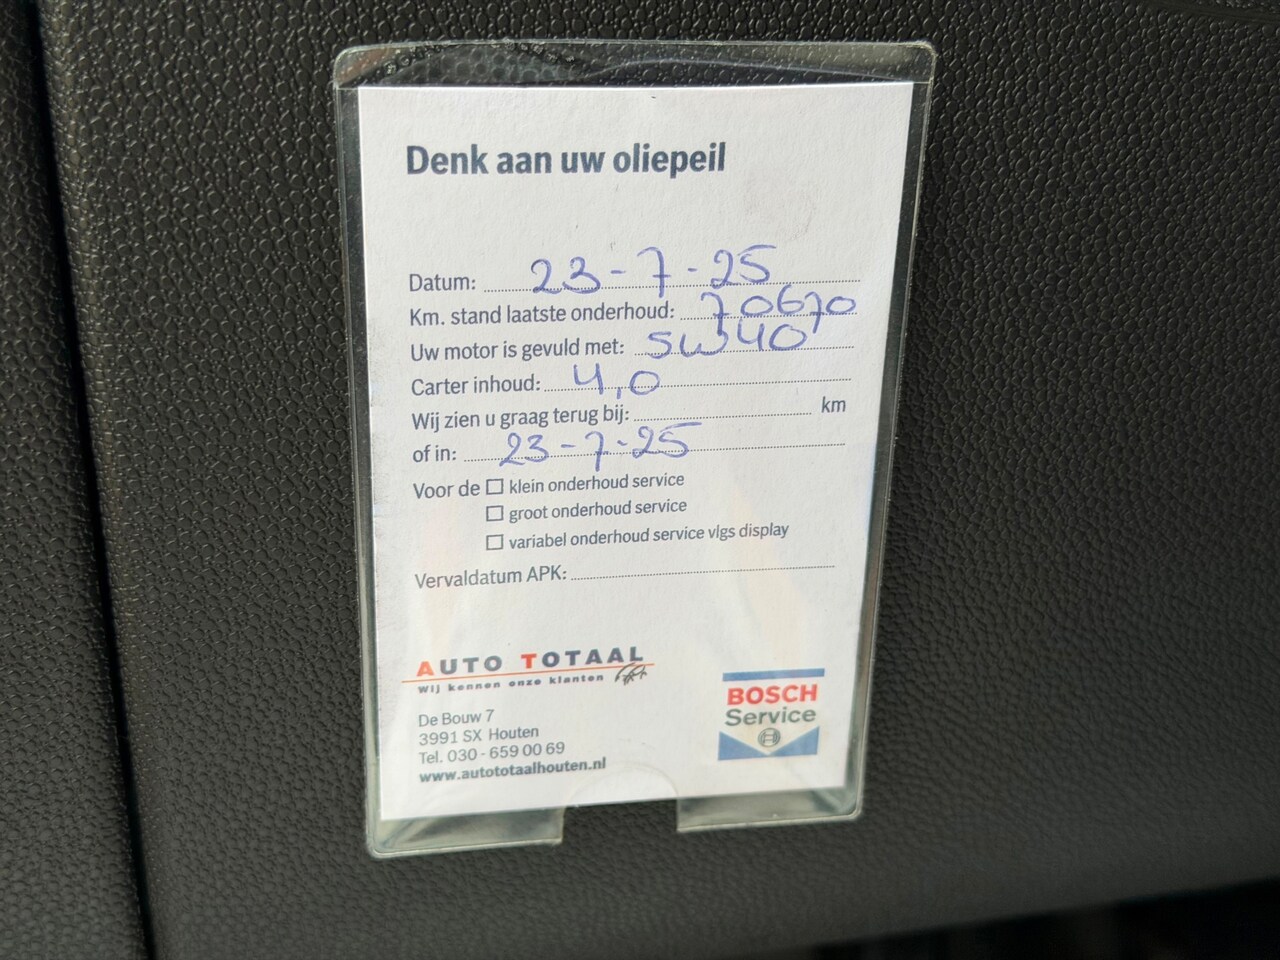 Denk aan uw oliepeil
Datum: 23-7-25
Km. stand laatste onderhoud: 70670
Uw motor is gevuld met: 5W40
Carter inhoud: 4,0
Wij zien u graag terug bij: km
of in: 23-7-25
Voor de ☐ klein onderhoud service
☐ groot onderhoud service
☐ variabel onderhoud service vlgs display
Vervaldatum APK:
AUTO TOTAAL
Wij kennen onze klanten
De Bouw 7
3991 SX Houten
Tel. 030 - 659 00 69
www.autototaalhouten.nl
BOSCH
Service